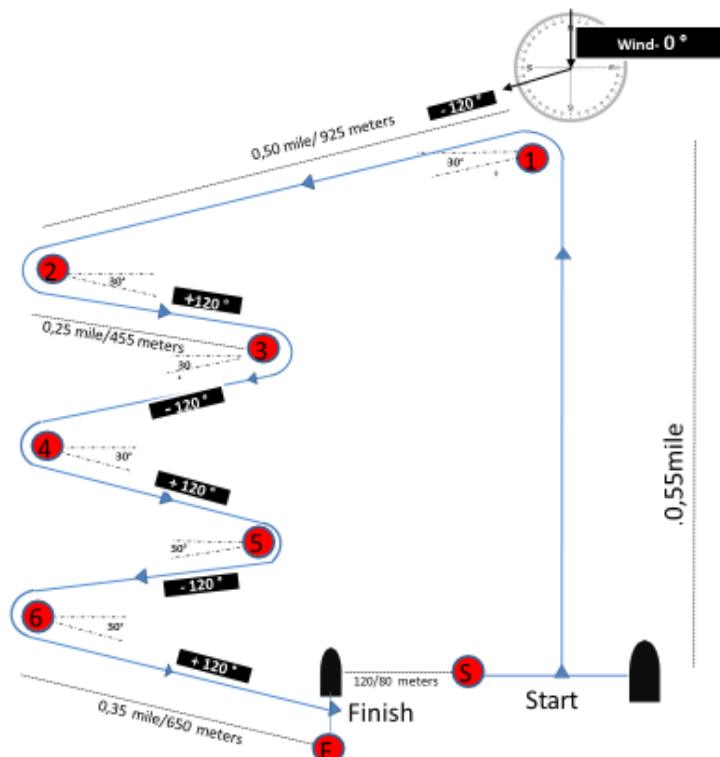 Wind- 0 °
- 120 °
0,50 mile/ 925 meters
1
30°
2
30°
+120 °
0,25 mile/455 meters
3
30
- 120 °
4
30°
+ 120 °
5
30°
- 120 °
6
30°
+ 120 °
.0,55mile
S
120/80 meters
Start
Finish
0,35 mile/650 meters
F